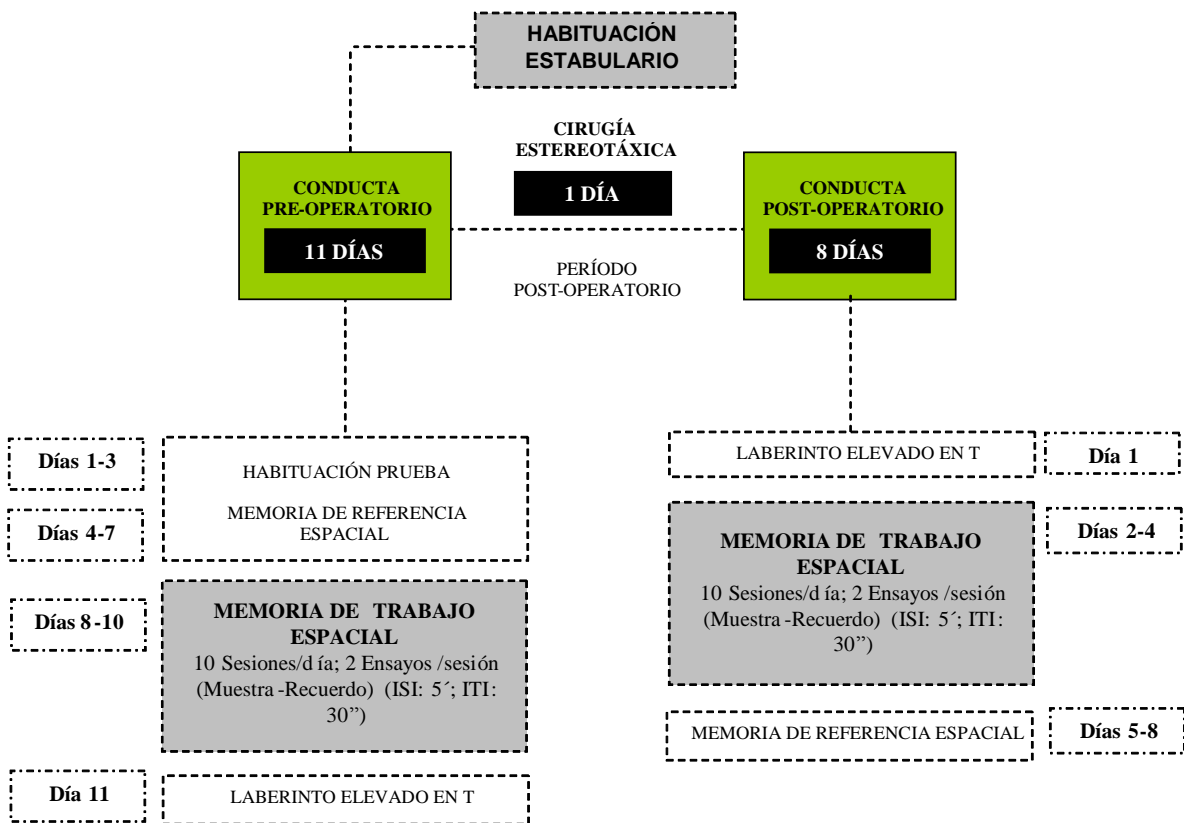 HABITUACIÓN
ESTABULARIO
CIRUGÍA
ESTEREOTÁXICA
1 DÍA
CONDUCTA
PRE-OPERATORIO
11 DÍAS
CONDUCTA
POST-OPERATORIO
8 DÍAS
PERÍODO
POST-OPERATORIO
Días 1-3
HABITUACIÓN PRUEBA
Días 4-7
MEMORIA DE REFERENCIA
ESPACIAL
Días 8-10
MEMORIA DE TRABAJO
ESPACIAL
10 Sesiones/d ía; 2 Ensayos /sesión
(Muestra -Recuerdo) (ISI: 5´; ITI:
30”)
Día 11
LABERINTO ELEVADO EN T
LABERINTO ELEVADO EN T
Día 1
MEMORIA DE TRABAJO
ESPACIAL
10 Sesiones/d ía; 2 Ensayos /sesión
(Muestra -Recuerdo) (ISI: 5´; ITI:
30”)
Días 2-4
MEMORIA DE REFERENCIA ESPACIAL
Días 5-8